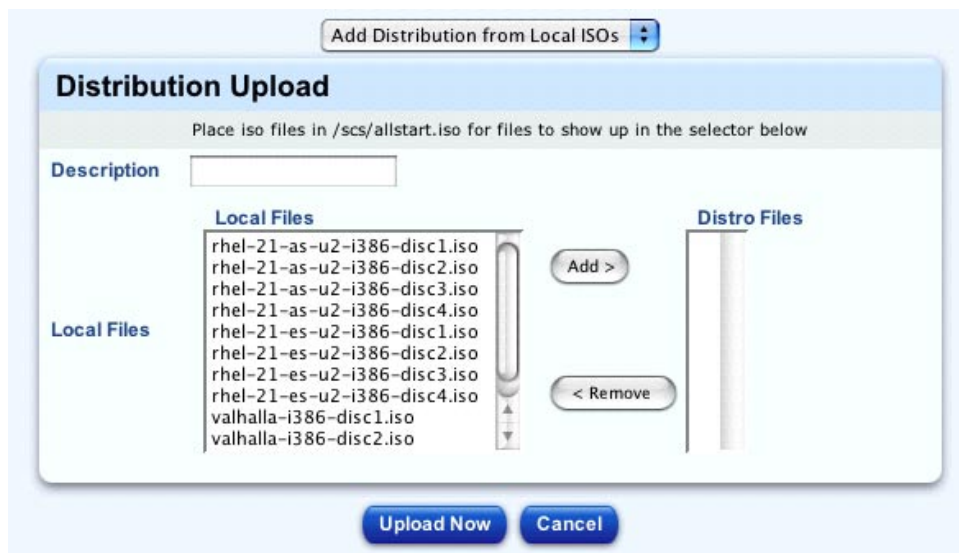 Add Distribution from Local ISOs
Distribution Upload
Place iso files in /scs/allstart.iso for files to show up in the selector below
Description
Local Files
Distro Files
Local Files
rhel-21-as-u2-i386-disc1.iso
rhel-21-as-u2-i386-disc2.iso
rhel-21-as-u2-i386-disc3.iso
rhel-21-as-u2-i386-disc4.iso
rhel-21-es-u2-i386-disc1.iso
rhel-21-es-u2-i386-disc2.iso
rhel-21-es-u2-i386-disc3.iso
rhel-21-es-u2-i386-disc4.iso
valhalla-i386-disc1.iso
valhalla-i386-disc2.iso
Add >
< Remove
Upload Now
Cancel